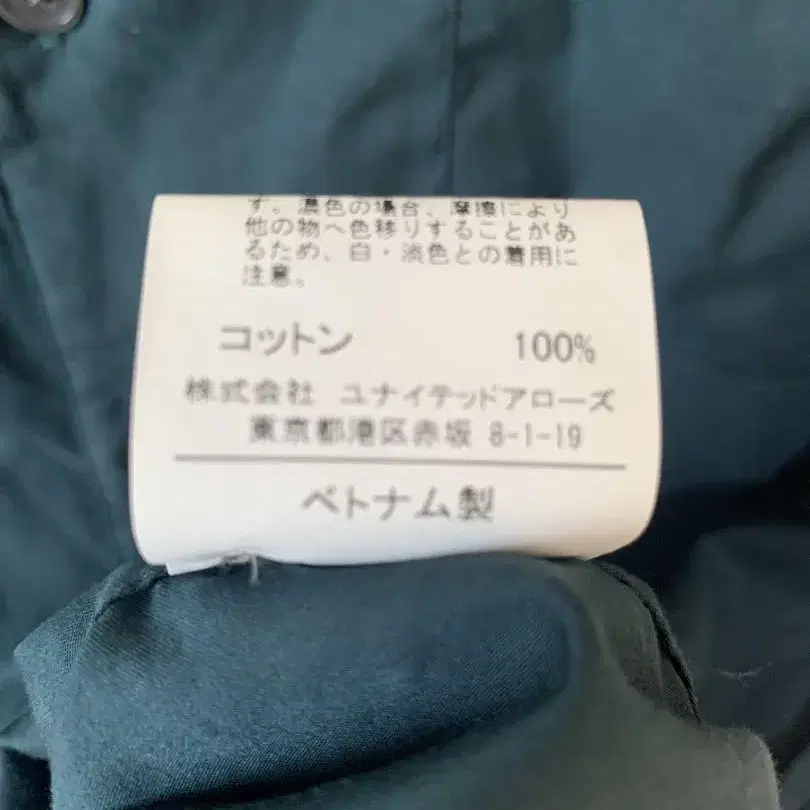 す。濃色の場合、摩擦により
他の物へ色移りすることがあ
るため、白・淡色との着用に
注意。
コットン 100%
株式会社 ユナイテッドアローズ
東京都港区赤坂 8-1-19
ベトナム製